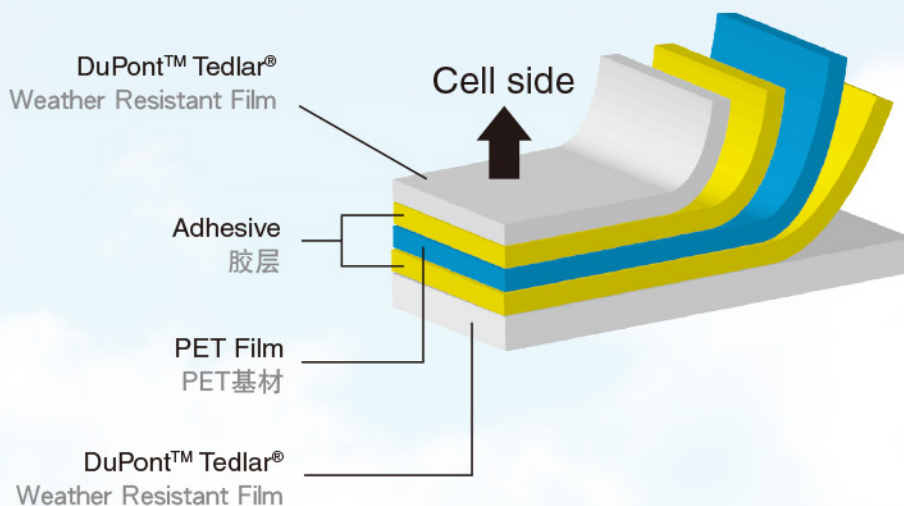 DuPont™ Tedlar®
Weather Resistant Film
Cell side
Adhesive
胶层
PET Film
PET基材
DuPont™ Tedlar®
Weather Resistant Film